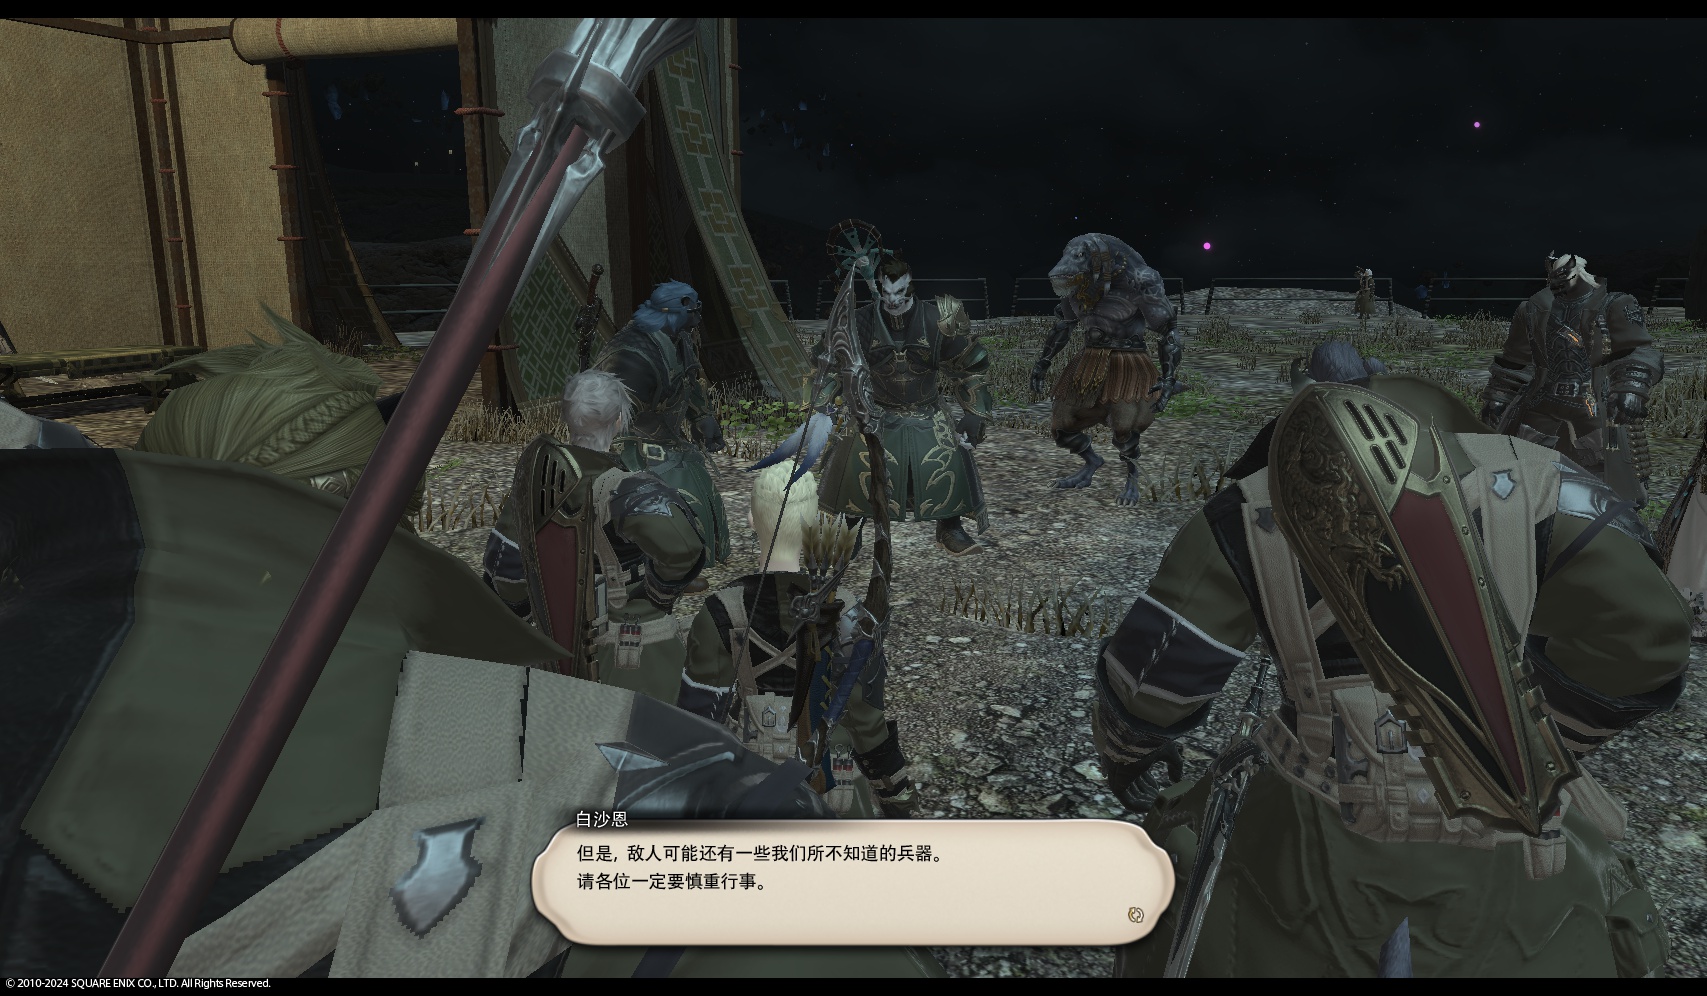 白沙恩
但是，敌人可能还有一些我们所不知道的兵器。
请各位一定要慎重行事。
© 2010-2024 SQUARE ENIX CO., LTD. All Rights Reserved.